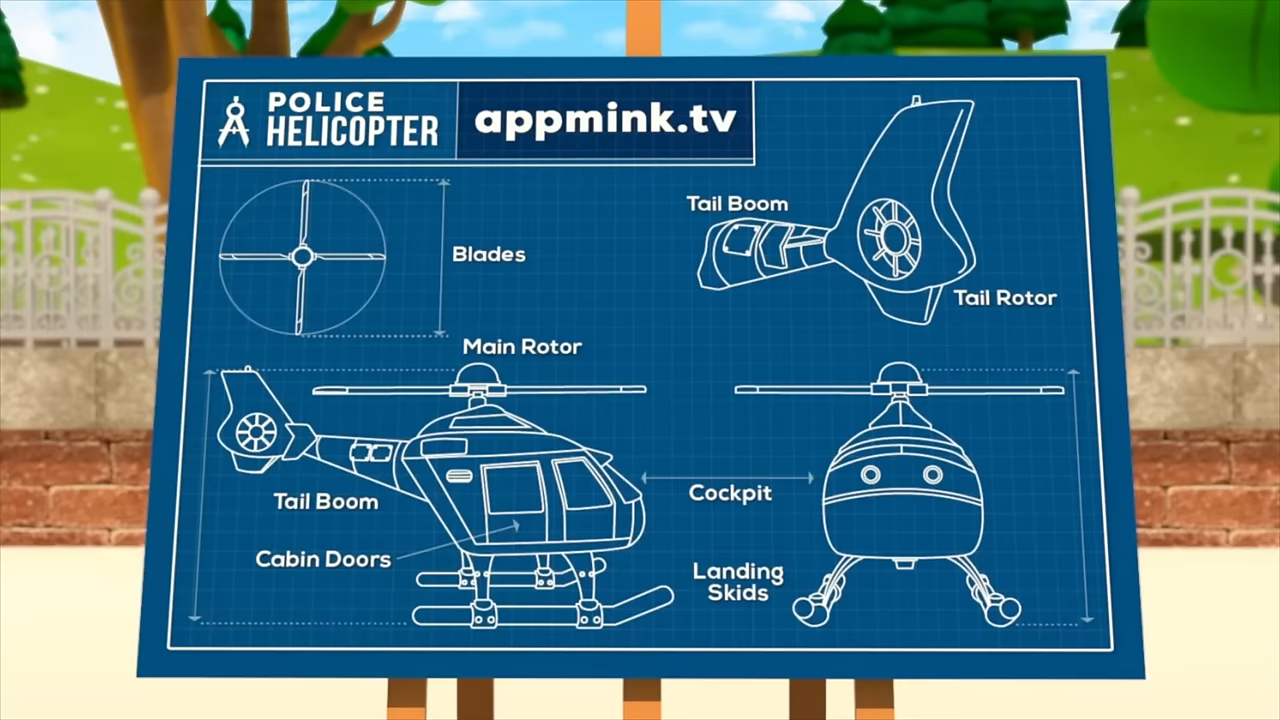 POLICE
HELICOPTER
appmink.tv
Tail Boom
Blades
Tail Rotor
Main Rotor
Cockpit
Tail Boom
Cabin Doors
Landing
Skids